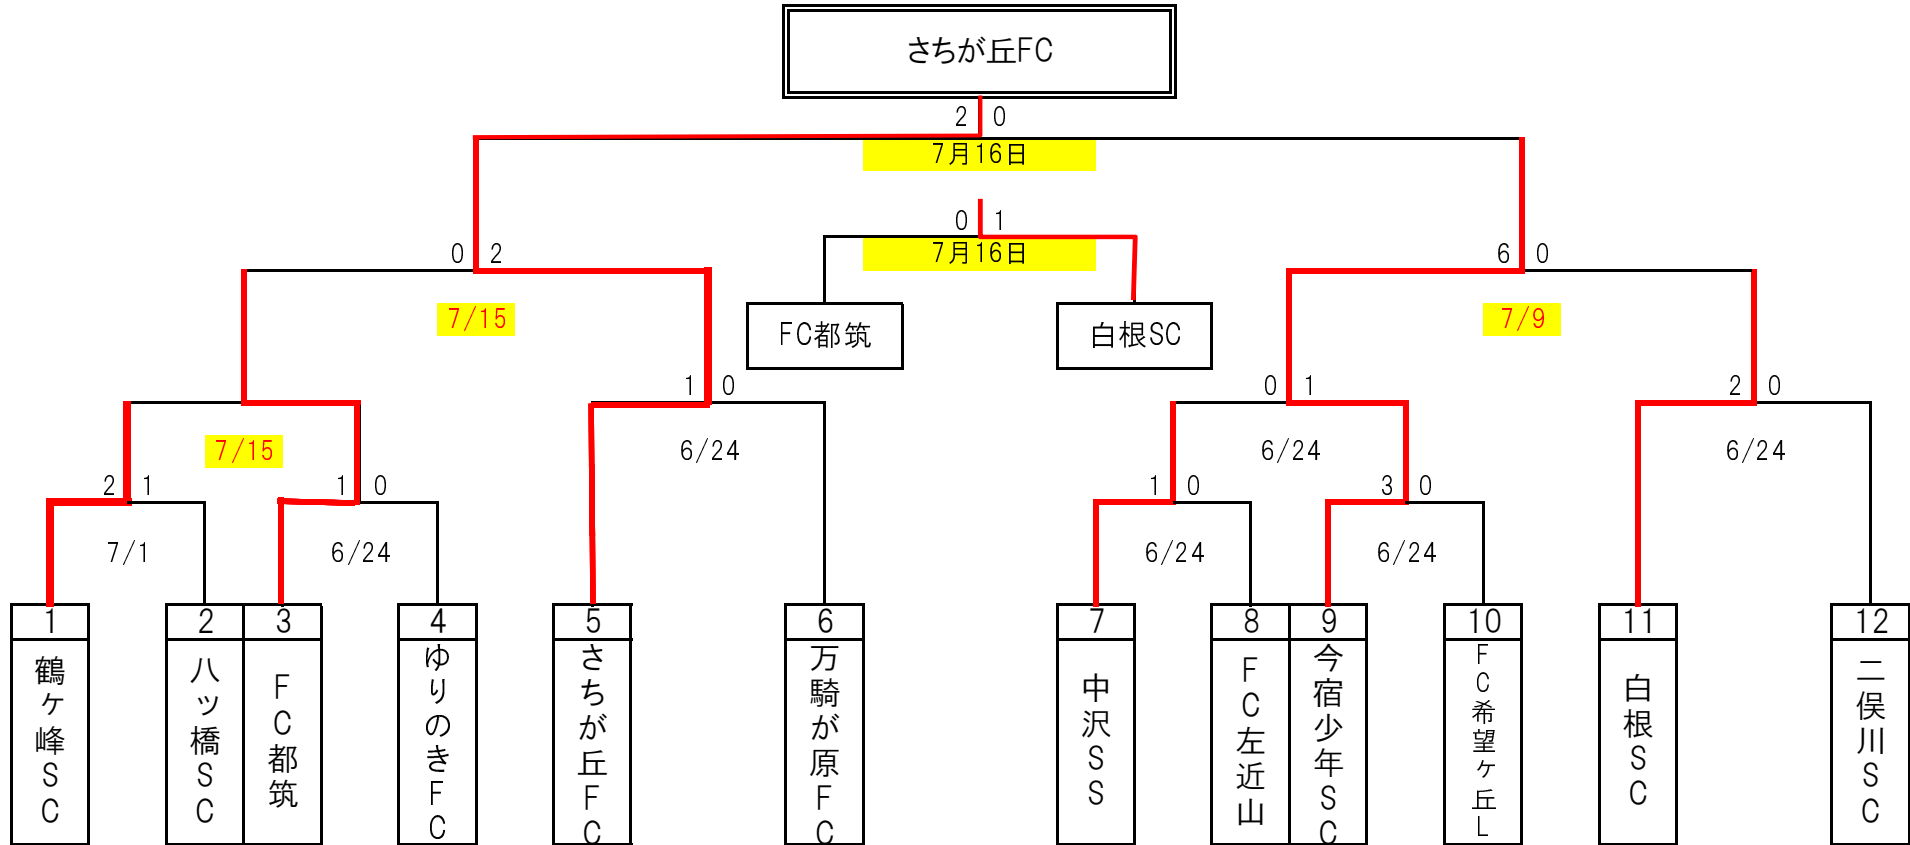 さちが丘FC
2 0
7月16日
0 1
7月16日
0 2
6 0
7/15
FC都筑
白根SC
7/9
1 0
0 1
2 0
7/15
6/24
6/24
6/24
2 1
1 0
1 0
3 0
7/1
6/24
6/24
6/24
1
2
3
4
5
6
7
8
9
10
11
12
鶴ヶ峰SC
八ッ橋SC
FC都筑
ゆりのきFC
さちが丘FC
万騎が原FC
中沢SS
FC左近山
今宿少年SC
FC希望ヶ丘L
白根SC
二俣川SC